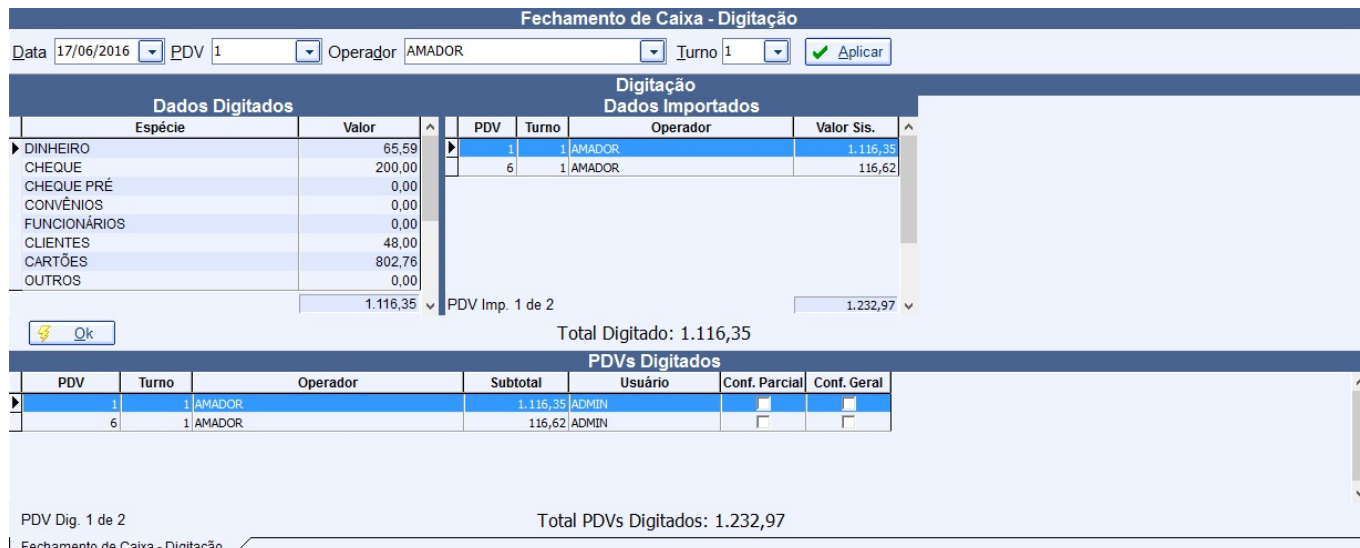 Fechamento de Caixa - Digitação
Data 17/06/2016 PDV 1 Operador AMADOR Turno 1 Aplicar
Digitação
Dados Digitados Dados Importados
Espécie Valor PDV Turno Operador Valor Sis.
DINHEIRO 65,59 1 1 AMADOR 1.116,35
CHEQUE 200,00 6 1 AMADOR 116,62
CHEQUE PRÉ 0,00
CONVÊNIOS 0,00
FUNCIONÁRIOS 0,00
CLIENTES 48,00
CARTÕES 802,76
OUTROS 0,00
1.116,35 PDV Imp. 1 de 2 1.232,97
Ok Total Digitado: 1.116,35
PDVs Digitados
PDV Turno Operador Subtotal Usuário Conf. Parcial Conf. Geral
1 1 AMADOR 1.116,35 ADMIN
6 1 AMADOR 116,62 ADMIN
PDV Dig. 1 de 2 Total PDVs Digitados: 1.232,97
Fechamento de Caixa - Digitação